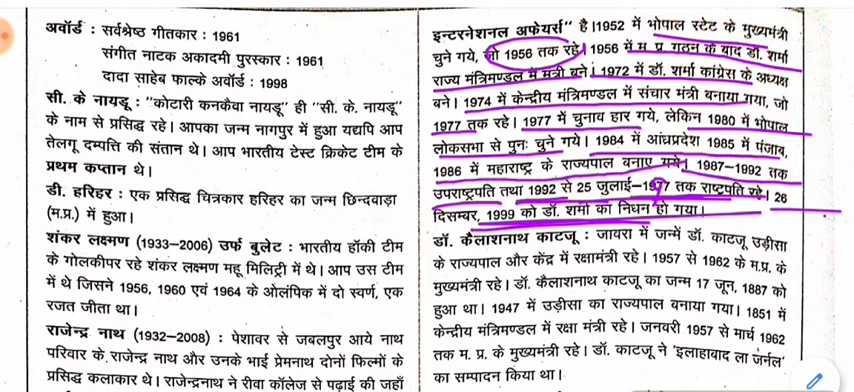 अवॉर्ड : सर्वश्रेष्ठ गीतकार : 1961
संगीत नाटक अकादमी पुरस्कार : 1961
दादा साहेब फाल्के अवॉर्ड : 1998
सी. के नायडू : "कोटारी कनकैवा नायडू" ही "सी. के. नायडू"
के नाम से प्रसिद्ध रहे। आपका जन्म नागपुर में हुआ यद्यपि आप
तेलगू दम्पत्ति की संतान थे। आप भारतीय टेस्ट क्रिकेट टीम के
प्रथम कप्तान थे।
डी. हरिहर : एक प्रसिद्ध चित्रकार हरिहर का जन्म छिन्दवाड़ा
(म.प्र.) में हुआ।
शंकर लक्ष्मण (1933–2006) उर्फ बुलेट : भारतीय हॉकी टीम
के गोलकीपर रहे शंकर लक्ष्मण महू मिलिट्री में थे। आप उस टीम
में थे जिसने 1956, 1960 एवं 1964 के ओलंपिक में दो स्वर्ण, एक
रजत जीता था।
राजेन्द्र नाथ (1932–2008) : पेशावर से जबलपुर आये नाथ
परिवार के राजेन्द्र नाथ और उनके भाई प्रेमनाथ दोनों फिल्मों के
प्रसिद्ध कलाकार थे। राजेन्द्रनाथ ने रीवा कॉलेज से पढ़ाई की जहाँ
इन्टरनेशनल अफेयर्स" है।1952 में भोपाल स्टेट के मुख्यमंत्री
चुने गये, जो 1956 तक रहे। 1956 में म. प्र. गठन के बाद डॉ. शर्मा
राज्य मंत्रिमण्डल में मंत्री बने। 1972 में डॉ. शर्मा कांग्रेस के अध्यक्ष
बने। 1974 में केन्द्रीय मंत्रिमण्डल में संचार मंत्री बनाया गया, जो
1977 तक रहे। 1977 में चुनाव हार गये, लेकिन 1980 में भोपाल
लोकसभा से पुनः चुने गये। 1984 में आंध्रप्रदेश 1985 में पंजाब,
1986 में महाराष्ट्र के राज्यपाल बनाए गये। 1987–1992 तक
उपराष्ट्रपति तथा 1992 से 25 जुलाई–1977 तक राष्ट्रपति रहे। 26
दिसम्बर, 1999 को डॉ. शर्मा का निधन हो गया।
डॉ. कैलाशनाथ काटजू : जावरा में जन्में डॉ. काटजू उड़ीसा
के राज्यपाल और केंद्र में रक्षामंत्री रहे। 1957 से 1962 के म.प्र. के
मुख्यमंत्री रहे। डॉ. कैलाशनाथ काटजू का जन्म 17 जून, 1887 को
हुआ था। 1947 में उड़ीसा का राज्यपाल बनाया गया। 1851 में
केन्द्रीय मंत्रिमण्डल में रक्षा मंत्री रहे। जनवरी 1957 से मार्च 1962
तक म. प्र. के मुख्यमंत्री रहे। डॉ. काटजू ने 'इलाहाबाद ला जर्नल'
का सम्पादन किया था।